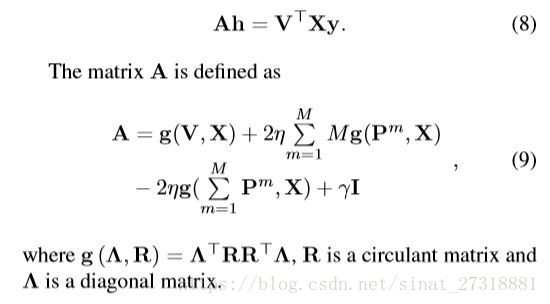 Ah = V⊤Xy. (8)
The matrix A is defined as
A = g(V, X) + 2η ∑_{m=1}^{M} Mg(P^m, X)
− 2ηg( ∑_{m=1}^{M} P^m, X) + γI , (9)
where g (Λ, R) = Λ⊤RR⊤Λ, R is a circulant matrix and
Λ is a diagonal matrix.
https://blog.csdn.net/sinat_27318881